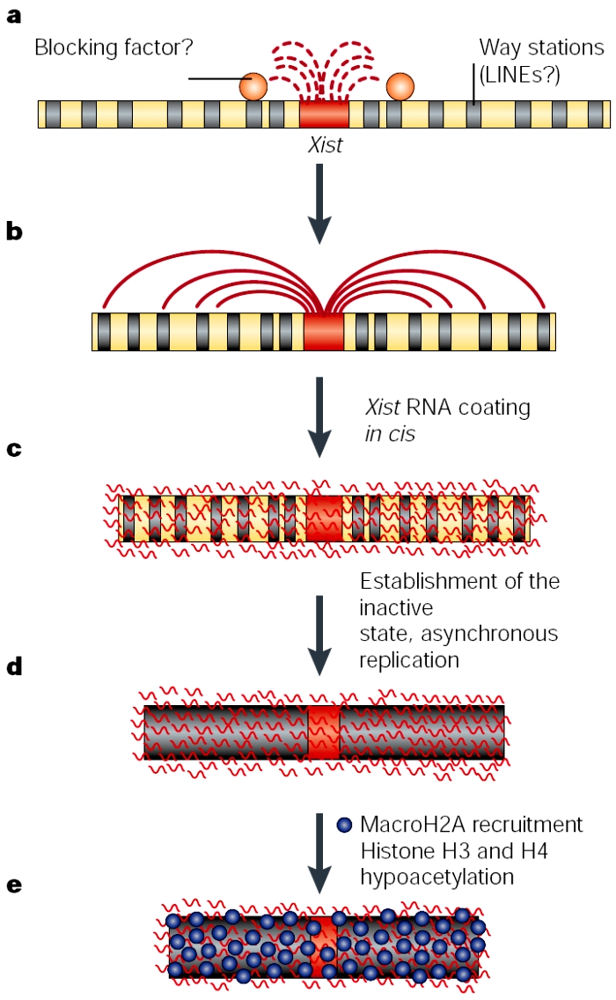 a
Blocking factor?
Way stations
(LINEs?)
Xist
b
Xist RNA coating
in cis
c
Establishment of the
inactive
state, asynchronous
replication
d
MacroH2A recruitment
Histone H3 and H4
hypoacetylation
e